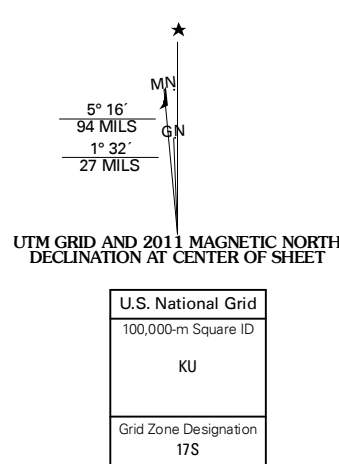 MN
5° 16´
94 MILS
GN
1° 32´
27 MILS
UTM GRID AND 2011 MAGNETIC NORTH
DECLINATION AT CENTER OF SHEET
U.S. National Grid
100,000-m Square ID
KU
Grid Zone Designation
17S